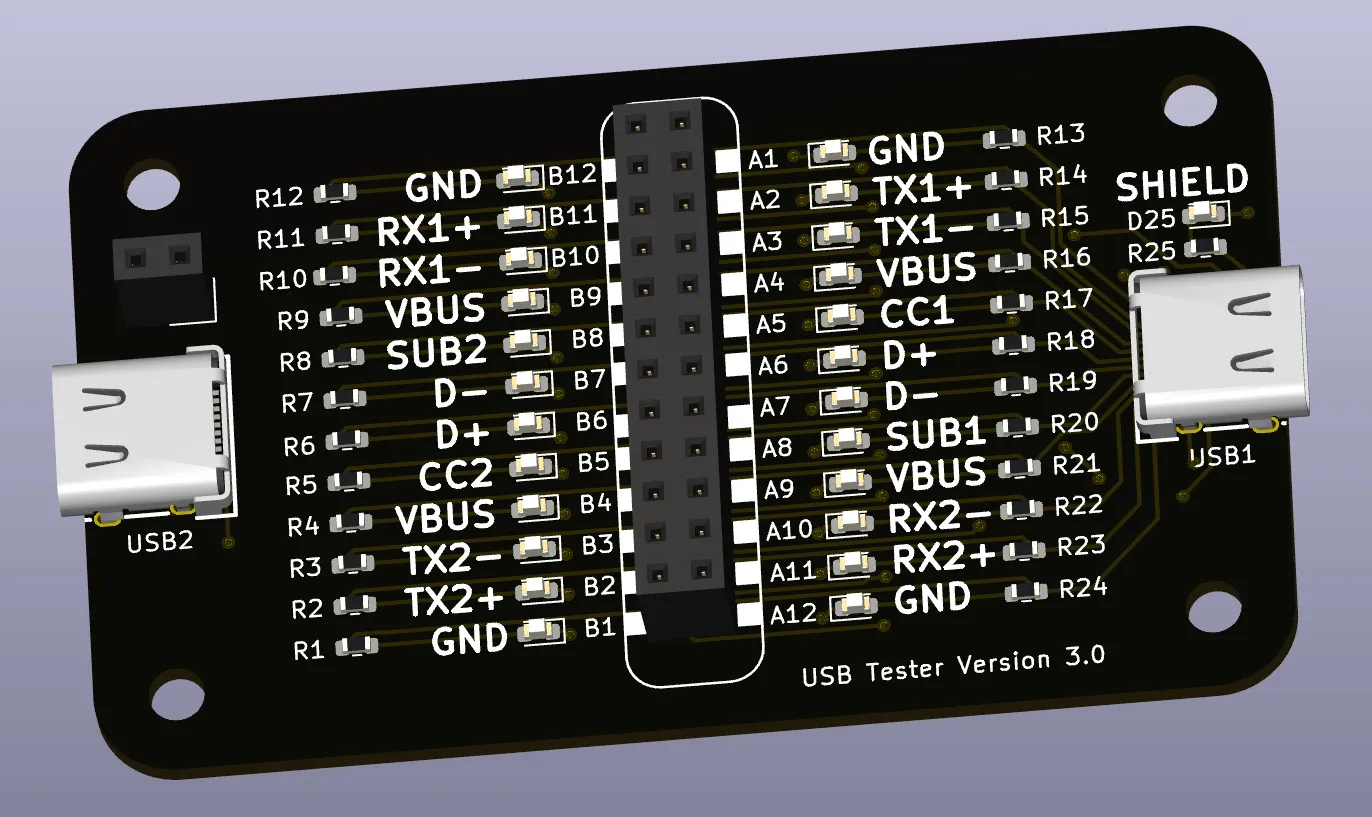 R12 GND B12 A1 GND R13
R11 RX1+ B11 A2 TX1+ R14
SHIELD
R10 RX1- B10 A3 TX1- R15 D25
R9 VBUS B9 A4 VBUS R16 R25
R8 SUB2 B8 A5 CC1 R17
R7 D- B7 A6 D+ R18
R6 D+ B6 A7 D- R19
R5 CC2 B5 A8 SUB1 R20
R4 VBUS B4 A9 VBUS R21 USB1
USB2
R3 TX2- B3 A10 RX2- R22
R2 TX2+ B2 A11 RX2+ R23
R1 GND B1 A12 GND R24
USB Tester Version 3.0